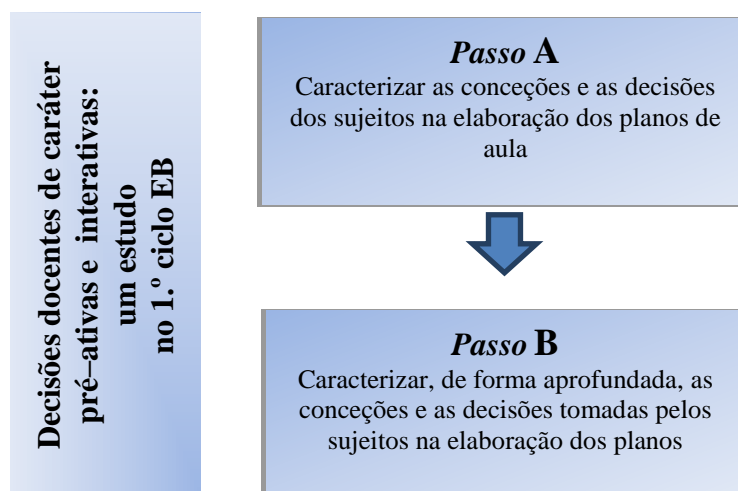 Decisões docentes de caráter
pré–ativas e interativas:
um estudo
no 1.º ciclo EB
Passo A
Caracterizar as conceções e as decisões
dos sujeitos na elaboração dos planos de
aula
Passo B
Caracterizar, de forma aprofundada, as
conceções e as decisões tomadas pelos
sujeitos na elaboração dos planos